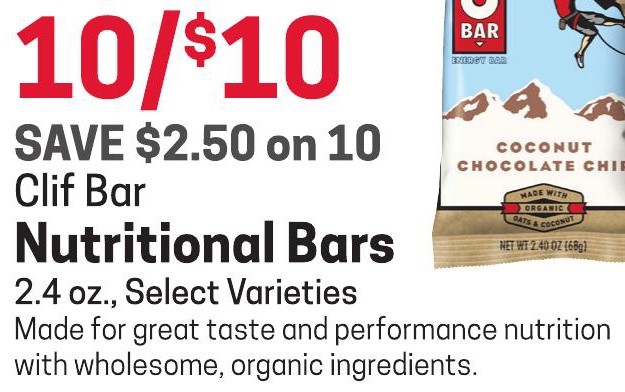 10/$10
SAVE $2.50 on 10
Clif Bar
Nutritional Bars
2.4 oz., Select Varieties
Made for great taste and performance nutrition
with wholesome, organic ingredients.
BAR
ENERGY BAR
COCONUT
CHOCOLATE CHI
MADE WITH
ORGANIC
OATS & COCONUT
NET WT 2.40 OZ (68g)